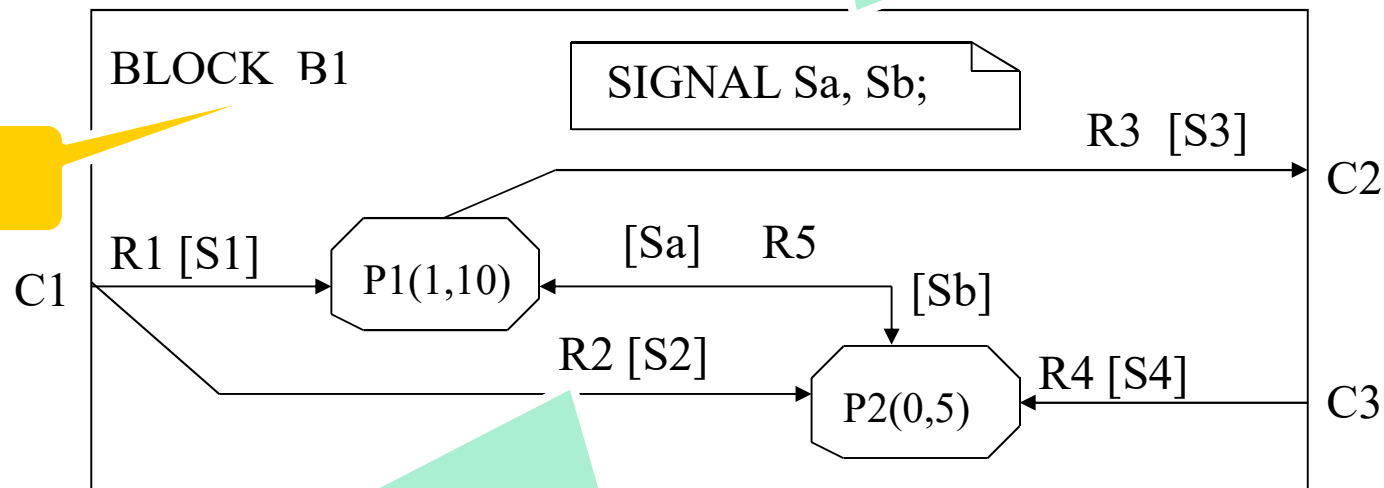 BLOCK B1
SIGNAL Sa, Sb;
R3 [S3]
C2
R1 [S1]
[Sa] R5
C1
P1(1,10)
[Sb]
R2 [S2]
R4 [S4]
P2(0,5)
C3